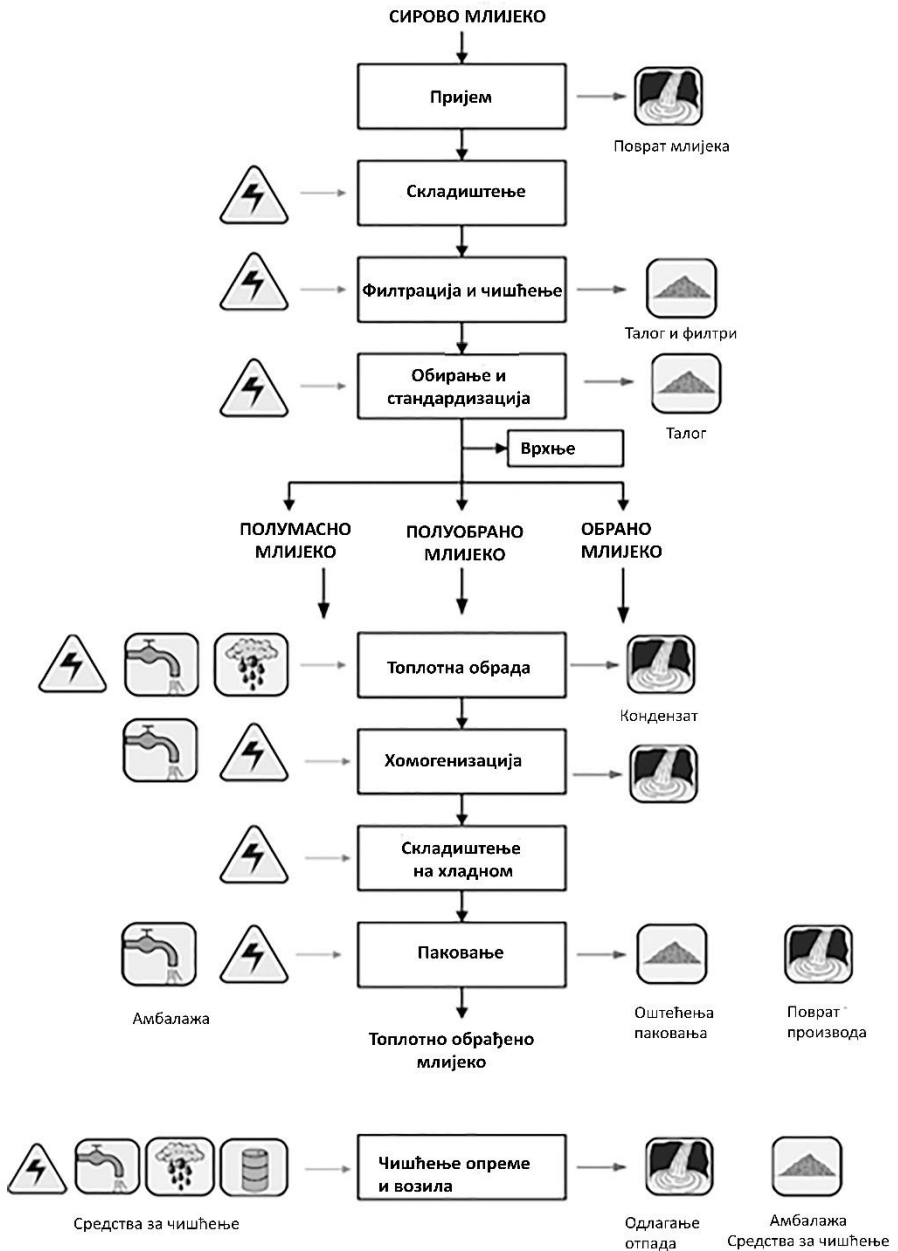 СИРОВО МЛИЈЕКО
Пријем
Поврат млијека
Складиштење
Филтрација и чишћење
Талог и филтри
Обирање и
стандардизација
Талог
Врхње
ПОЛУМАСНО
МЛИЈЕКО
ПОЛУОБРАНО
МЛИЈЕКО
ОБРАНО
МЛИЈЕКО
Топлотна обрада
Кондензат
Хомогенизација
Складиштење
на хладном
Паковање
Амбалажа
Оштећења
паковања
Поврат
производа
Топлотно обрађено
млијеко
Чишћење опреме
и возила
Средства за чишћење
Одлагање
отпада
Амбалажа
Средства за чишћење